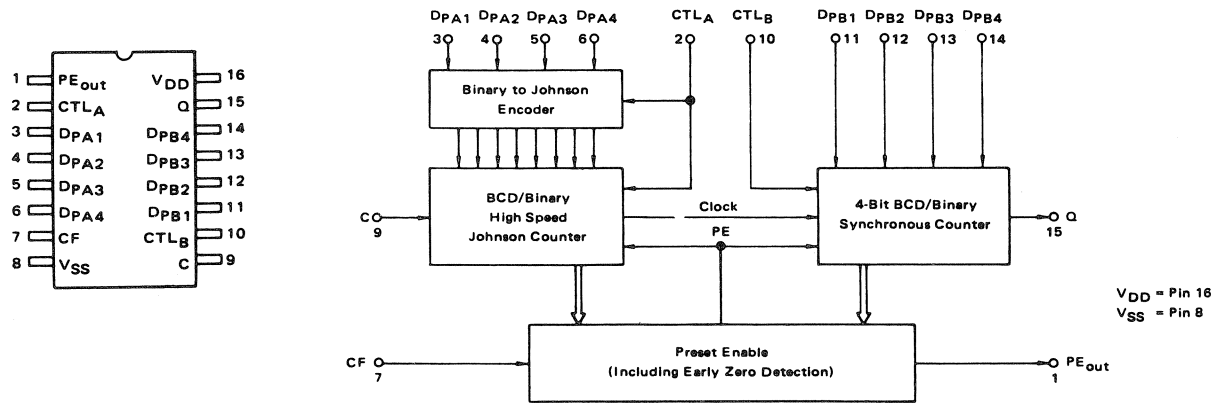 1 PEout VDD 16
2 CTLA Q 15
3 DPA1 DPB4 14
4 DPA2 DPB3 13
5 DPA3 DPB2 12
6 DPA4 DPB1 11
7 CF CTLB 10
8 VSS C 9
DPA1 DPA2 DPA3 DPA4 CTLA CTLB DPB1 DPB2 DPB3 DPB4
3 4 5 6 2 10 11 12 13 14
Binary to Johnson
Encoder
BCD/Binary
High Speed
Johnson Counter
C
9
Clock
PE
4-Bit BCD/Binary
Synchronous Counter
Q
15
VDD = Pin 16
VSS = Pin 8
CF
7
Preset Enable
(Including Early Zero Detection)
PEout
1